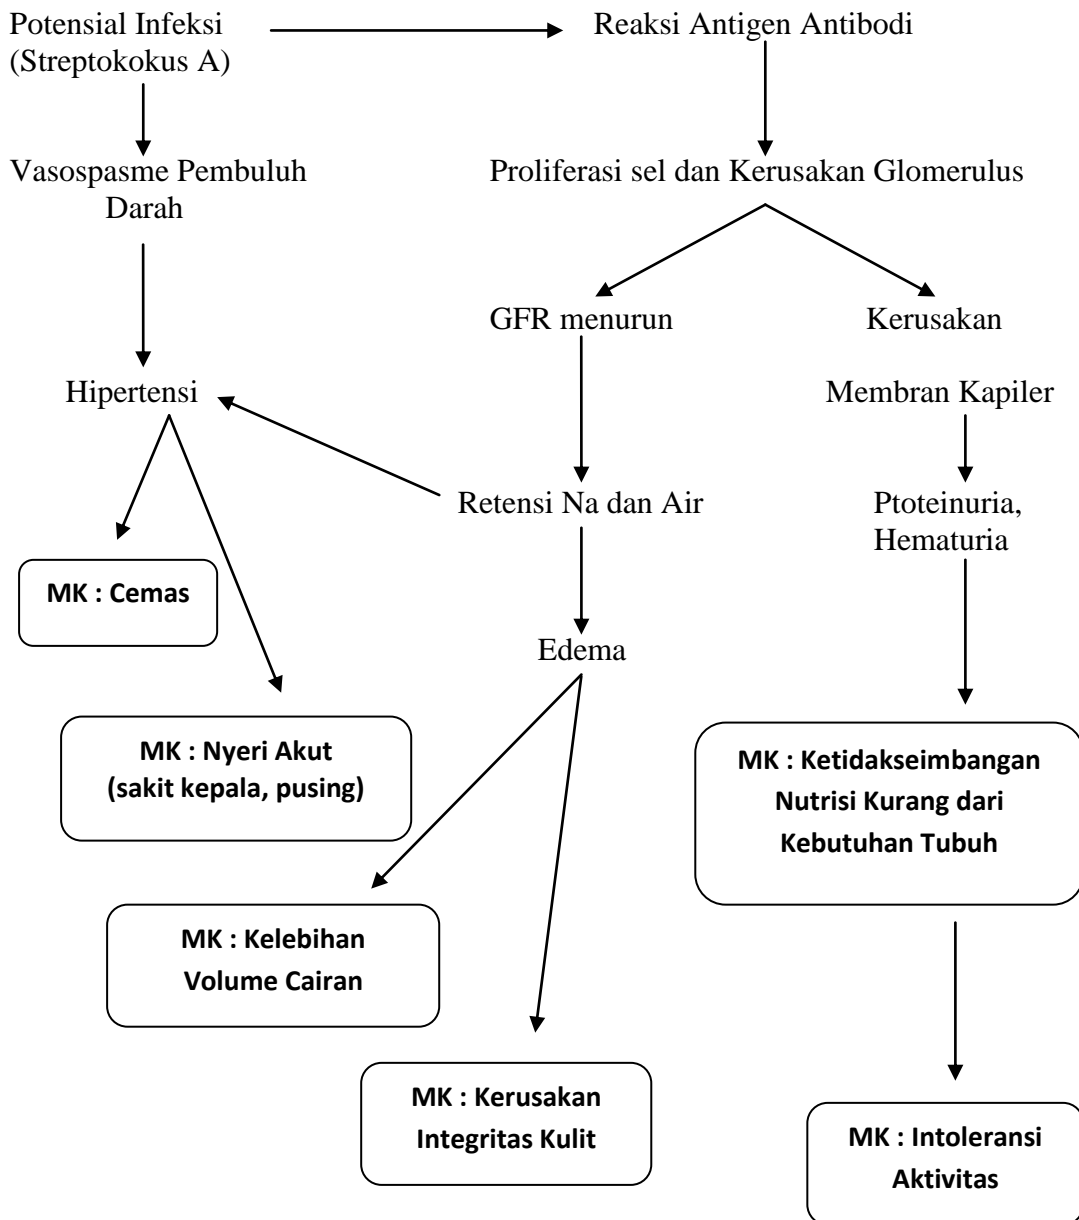 Potensial Infeksi
(Streptokokus A)
Reaksi Antigen Antibodi
Vasospasme Pembuluh
Darah
Proliferasi sel dan Kerusakan Glomerulus
GFR menurun
Kerusakan
Hipertensi
Membran Kapiler
Retensi Na dan Air
Ptoteinuria,
Hematuria
MK : Cemas
Edema
MK : Nyeri Akut
(sakit kepala, pusing)
MK : Ketidakseimbangan
Nutrisi Kurang dari
Kebutuhan Tubuh
MK : Kelebihan
Volume Cairan
MK : Kerusakan
Integritas Kulit
MK : Intoleransi
Aktivitas